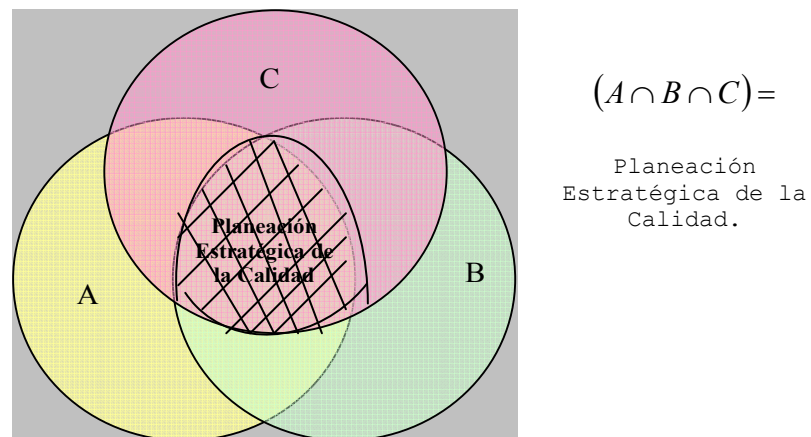 C
(A ∩ B ∩ C) =
Planeación
Estratégica de la
Calidad.
Planeación
Estratégica de
la Calidad
A
B